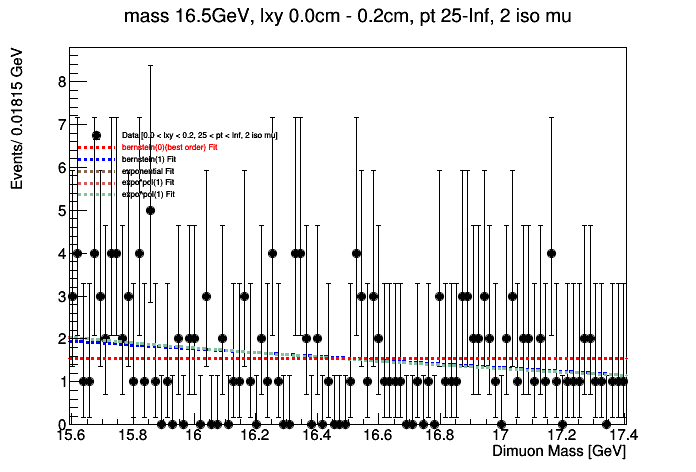 mass 16.5GeV, lxy 0.0cm - 0.2cm, pt 25-Inf, 2 iso mu
Events/ 0.01815 GeV
8
7
Data [0.0 < lxy < 0.2, 25 < pt < Inf, 2 iso mu]
bernstein(0)(best order) Fit
bernstein(1) Fit
exponential Fit
expo*pol(1) Fit
expo*pol(1) Fit
6
5
4
3
2
1
0
15.6 15.8 16 16.2 16.4 16.6 16.8 17 17.2 17.4
Dimuon Mass [GeV]